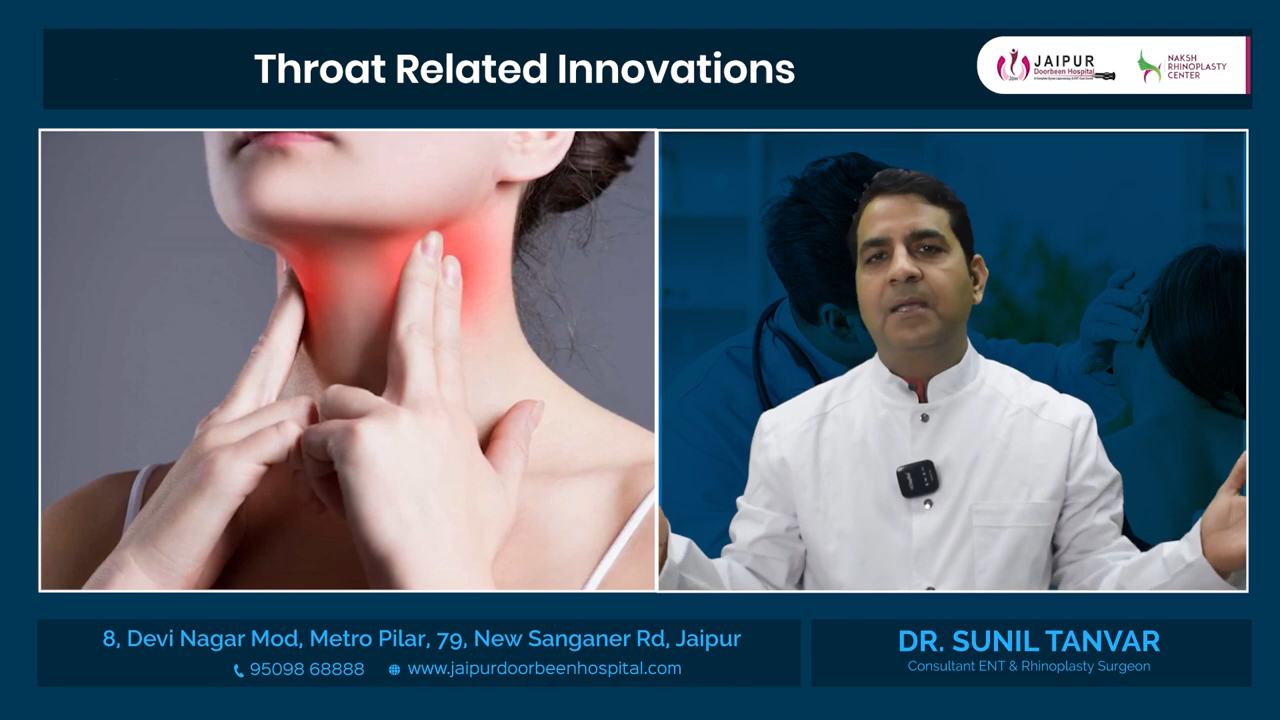 Throat Related Innovations
JAIPUR
Doorbeen Hospital
NAKSH
RHINOPLASTY
CENTER
8, Devi Nagar Mod, Metro Pilar, 79, New Sanganer Rd, Jaipur
95098 68888 www.jaipurdoorbeenhospital.com
DR. SUNIL TANVAR
Consultant ENT & Rhinoplasty Surgeon